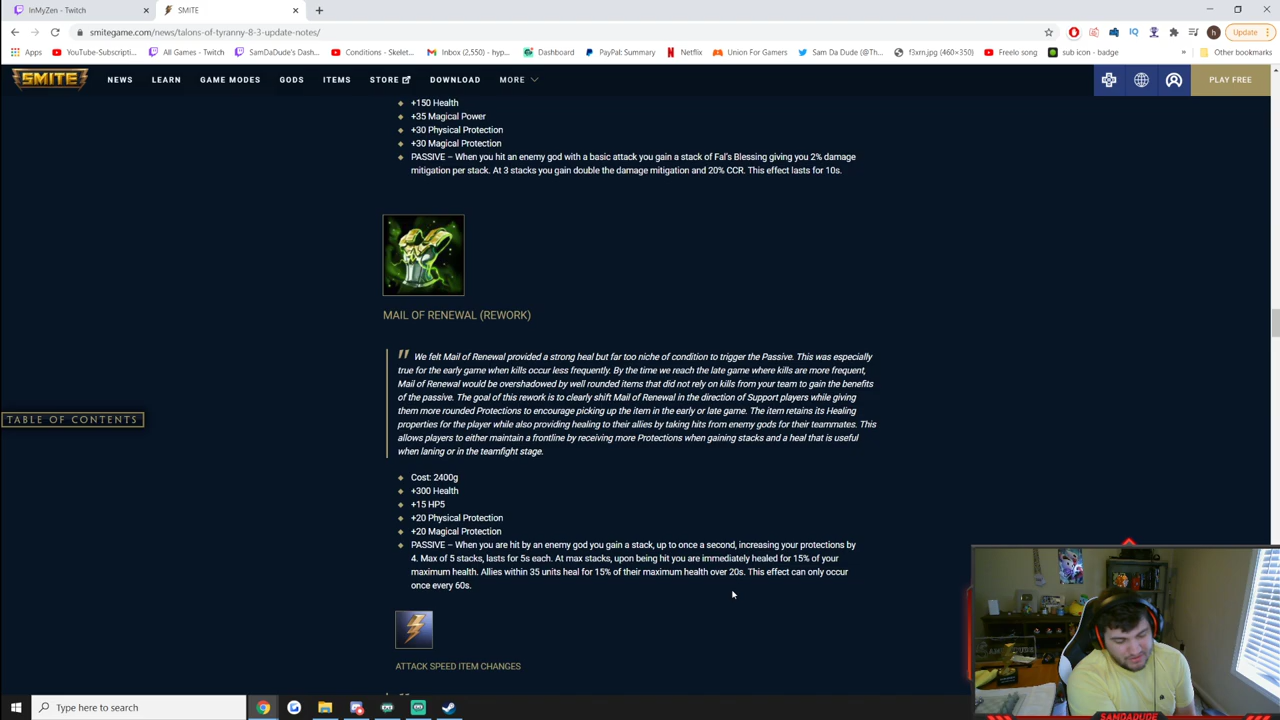 InMyZen - Twitch
SMITE
smitegame.com/news/talons-of-tyranny-8-3-update-notes/
Update
Apps
YouTube-Subscripti...
All Games - Twitch
SamDaDude's Dash...
Conditions - Skelet...
Inbox (2,550) - hyp...
Dashboard
PayPal: Summary
Netflix
Union For Gamers
Sam Da Dude (@Th...
f3xrn.jpg (460×350)
Freelo song
sub icon - badge
Other bookmarks
SMITE
NEWS
LEARN
GAME MODES
GODS
ITEMS
STORE
DOWNLOAD
MORE
PLAY FREE
+150 Health
+35 Magical Power
+30 Physical Protection
+30 Magical Protection
PASSIVE – When you hit an enemy god with a basic attack you gain a stack of Fal's Blessing giving you 2% damage
mitigation per stack. At 3 stacks you gain double the damage mitigation and 20% CCR. This effect lasts for 10s.
MAIL OF RENEWAL (REWORK)
We felt Mail of Renewal provided a strong heal but far too niche of condition to trigger the Passive. This was especially
true for the early game when kills occur less frequently. By the time we reach the late game where kills are more frequent,
Mail of Renewal would be overshadowed by well rounded items that did not rely on kills from your team to gain the benefits
of the passive. The goal of this rework is to clearly shift Mail of Renewal in the direction of Support players while giving
them more rounded Protections to encourage picking up the item in the early or late game. The item retains its Healing
properties for the player while also providing healing to their allies by taking hits from enemy gods for their teammates. This
allows players to either maintain a frontline by receiving more Protections when gaining stacks and a heal that is useful
when laning or in the teamfight stage.
TABLE OF CONTENTS
Cost: 2400g
+300 Health
+15 HP5
+20 Physical Protection
+20 Magical Protection
PASSIVE – When you are hit by an enemy god you gain a stack, up to once a second, increasing your protections by
4. Max of 5 stacks, lasts for 5s each. At max stacks, upon being hit you are immediately healed for 15% of your
maximum health. Allies within 35 units heal for 15% of their maximum health over 20s. This effect can only occur
once every 60s.
ATTACK SPEED ITEM CHANGES
Type here to search
SAMDADUDE